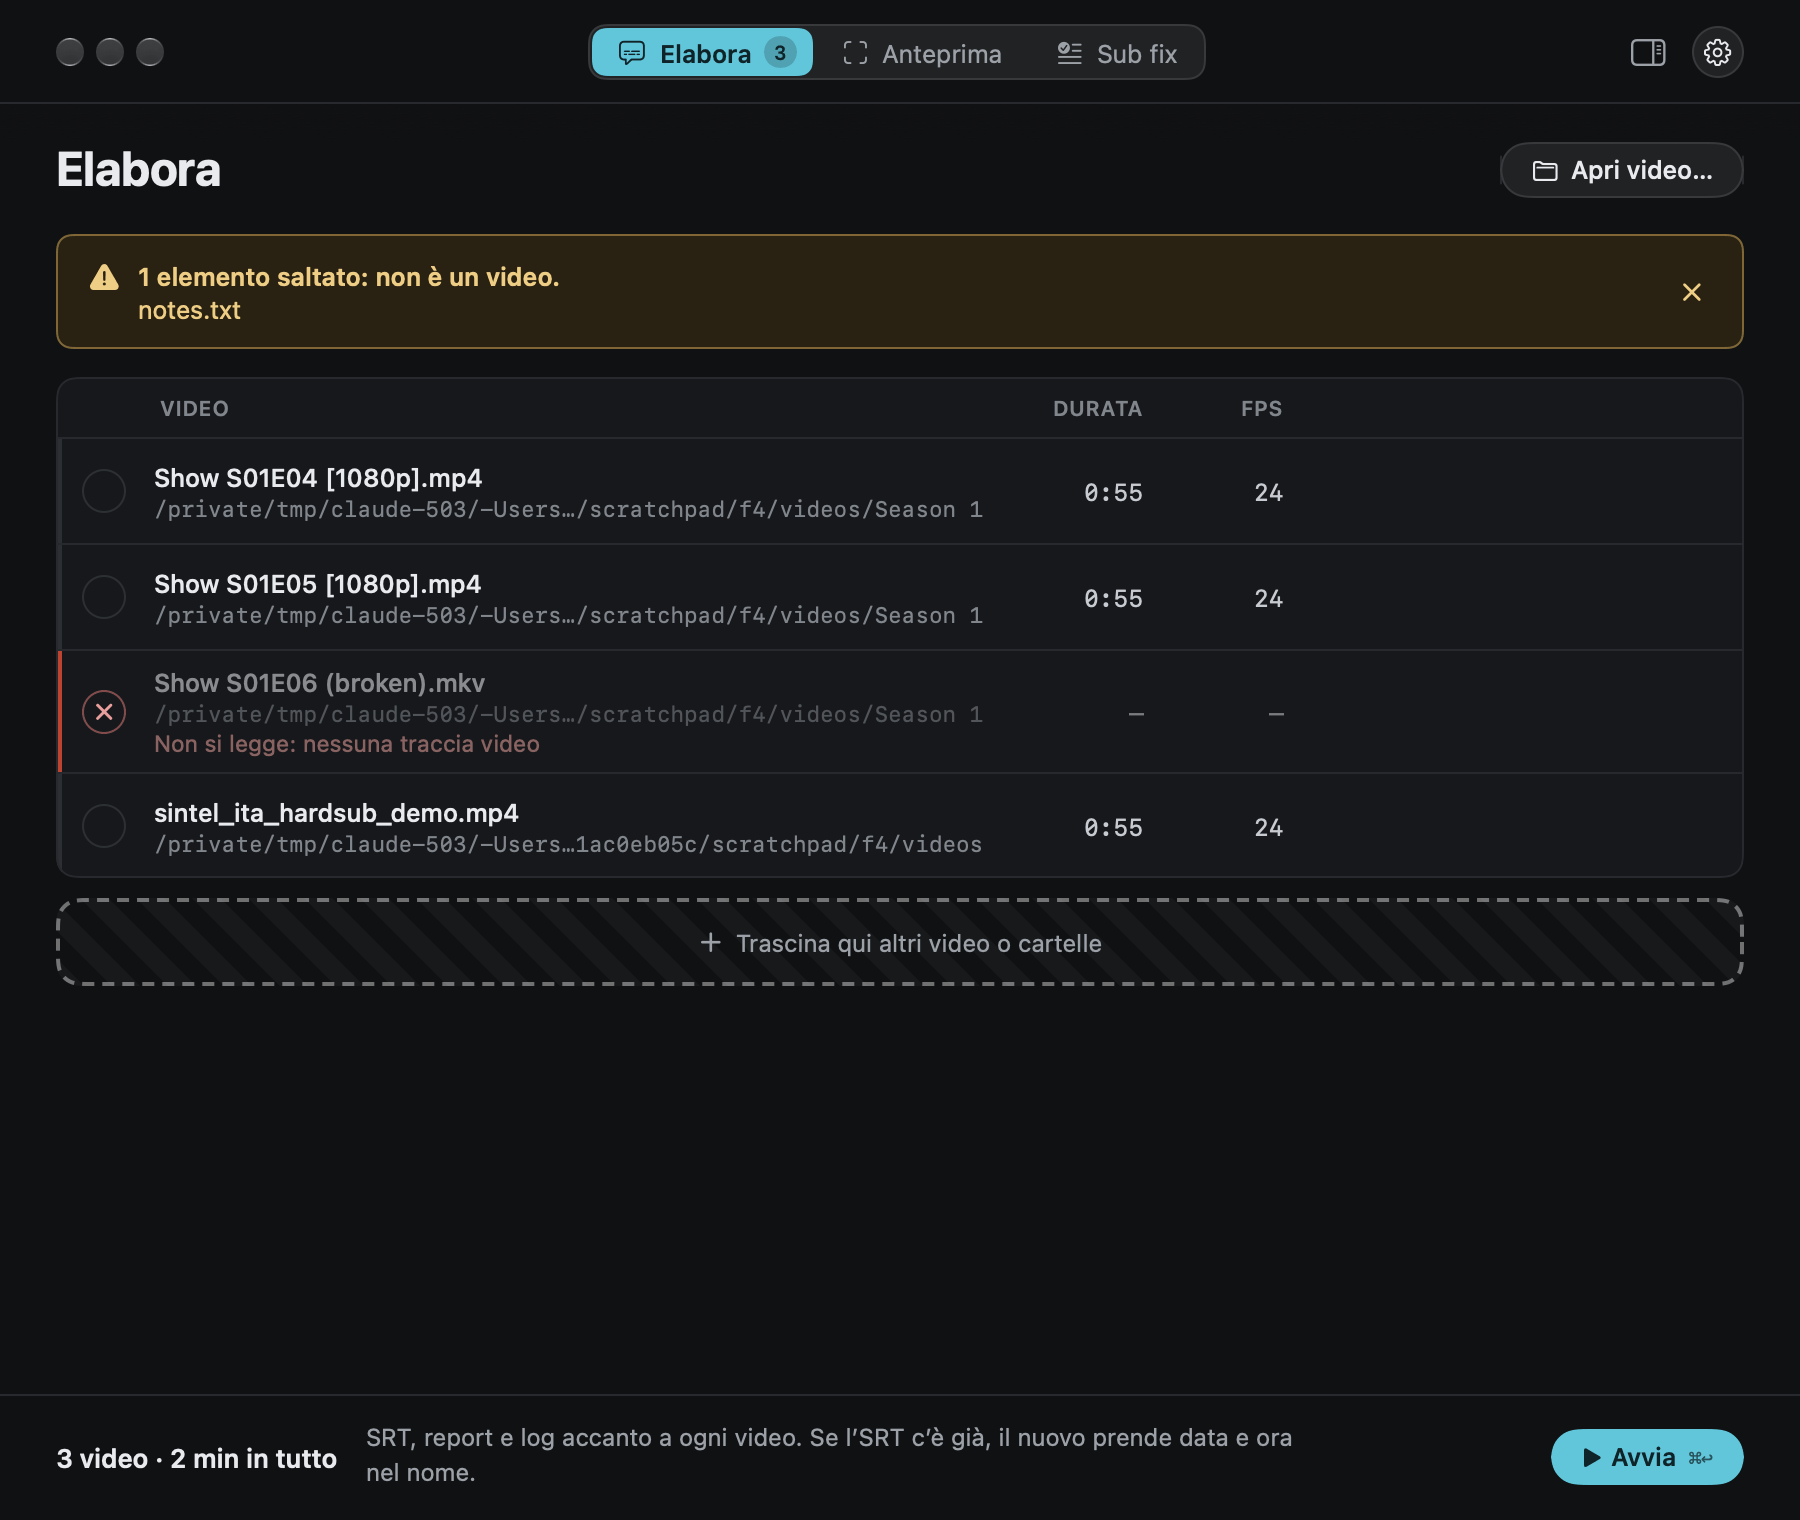 Elabora 3 Anteprima Sub fix
Elabora
Apri video...
1 elemento saltato: non è un video.
notes.txt
VIDEO DURATA FPS
Show S01E04 [1080p].mp4
/private/tmp/claude-503/-Users…/scratchpad/f4/videos/Season 1
0:55 24
Show S01E05 [1080p].mp4
/private/tmp/claude-503/-Users…/scratchpad/f4/videos/Season 1
0:55 24
Show S01E06 (broken).mkv
/private/tmp/claude-503/-Users…/scratchpad/f4/videos/Season 1
Non si legge: nessuna traccia video
– –
sintel_ita_hardsub_demo.mp4
/private/tmp/claude-503/-Users…1ac0eb05c/scratchpad/f4/videos
0:55 24
+ Trascina qui altri video o cartelle
3 video · 2 min in tutto
SRT, report e log accanto a ogni video. Se l’SRT c’è già, il nuovo prende data e ora
nel nome.
Avvia ⌘↩